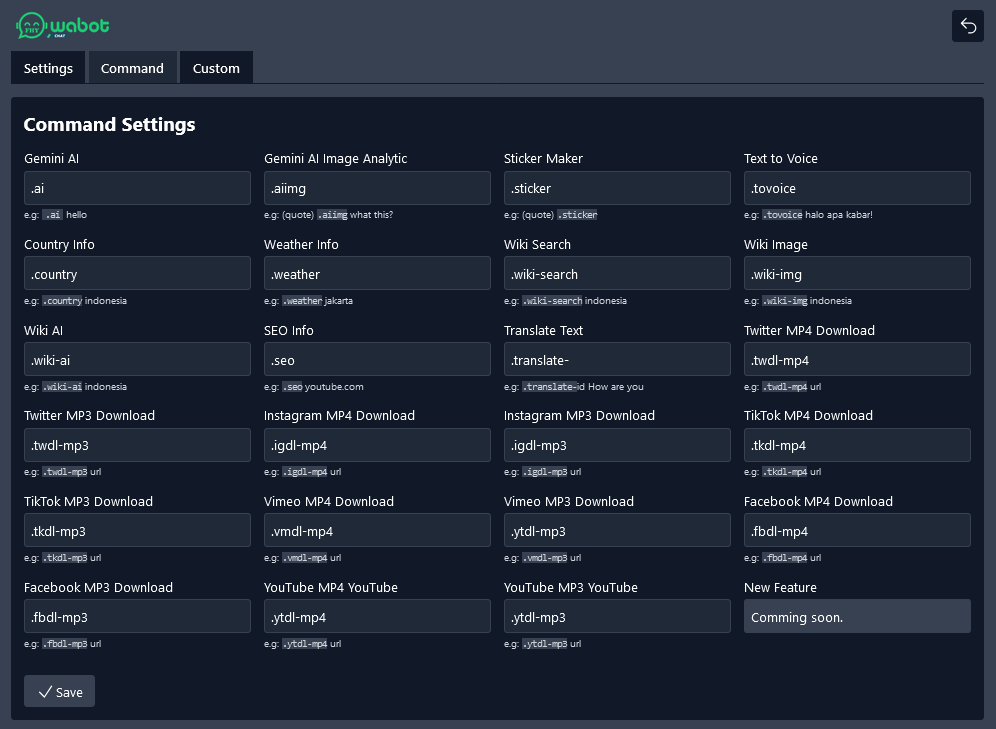 FHY wabot
CHAT
Settings Command Custom
Command Settings
Gemini AI Gemini AI Image Analytic Sticker Maker Text to Voice
.ai .aiimg .sticker .tovoice
e.g: .ai hello e.g: (quote) .aiimg what this? e.g: (quote) .sticker e.g: .tovoice halo apa kabar!
Country Info Weather Info Wiki Search Wiki Image
.country .weather .wiki-search .wiki-img
e.g: .country indonesia e.g: .weather jakarta e.g: .wiki-search indonesia e.g: .wiki-img indonesia
Wiki AI SEO Info Translate Text Twitter MP4 Download
.wiki-ai .seo .translate- .twdl-mp4
e.g: .wiki-ai indonesia e.g: .seo youtube.com e.g: .translate-id How are you e.g: .twdl-mp4 url
Twitter MP3 Download Instagram MP4 Download Instagram MP3 Download TikTok MP4 Download
.twdl-mp3 .igdl-mp4 .igdl-mp3 .tkdl-mp4
e.g: .twdl-mp3 url e.g: .igdl-mp4 url e.g: .igdl-mp3 url e.g: .tkdl-mp4 url
TikTok MP3 Download Vimeo MP4 Download Vimeo MP3 Download Facebook MP4 Download
.tkdl-mp3 .vmdl-mp4 .ytdl-mp3 .fbdl-mp4
e.g: .tkdl-mp3 url e.g: .vmdl-mp4 url e.g: .vmdl-mp3 url e.g: .fbdl-mp4 url
Facebook MP3 Download YouTube MP4 YouTube YouTube MP3 YouTube New Feature
.fbdl-mp3 .ytdl-mp4 .ytdl-mp3 Comming soon.
e.g: .fbdl-mp3 url e.g: .ytdl-mp4 url e.g: .ytdl-mp3 url
Save